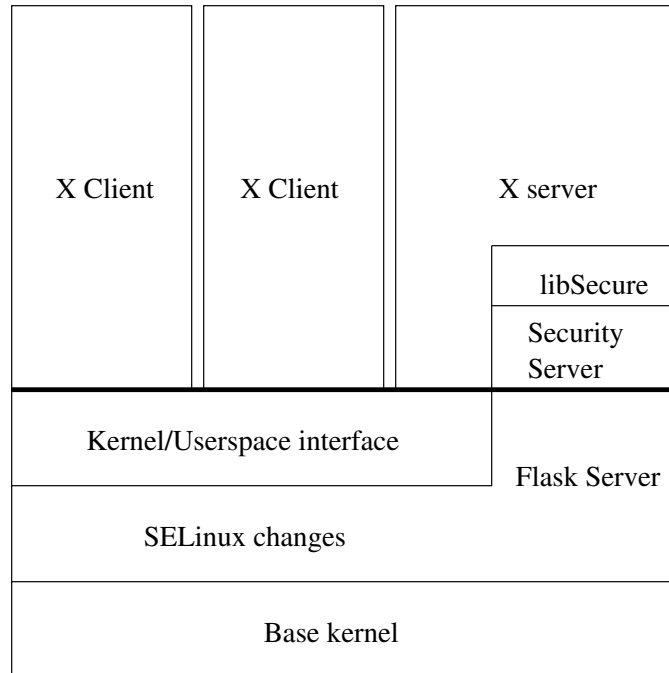 X Client
X Client
X server
libSecure
Security
Server
Kernel/Userspace interface
Flask Server
SELinux changes
Base kernel